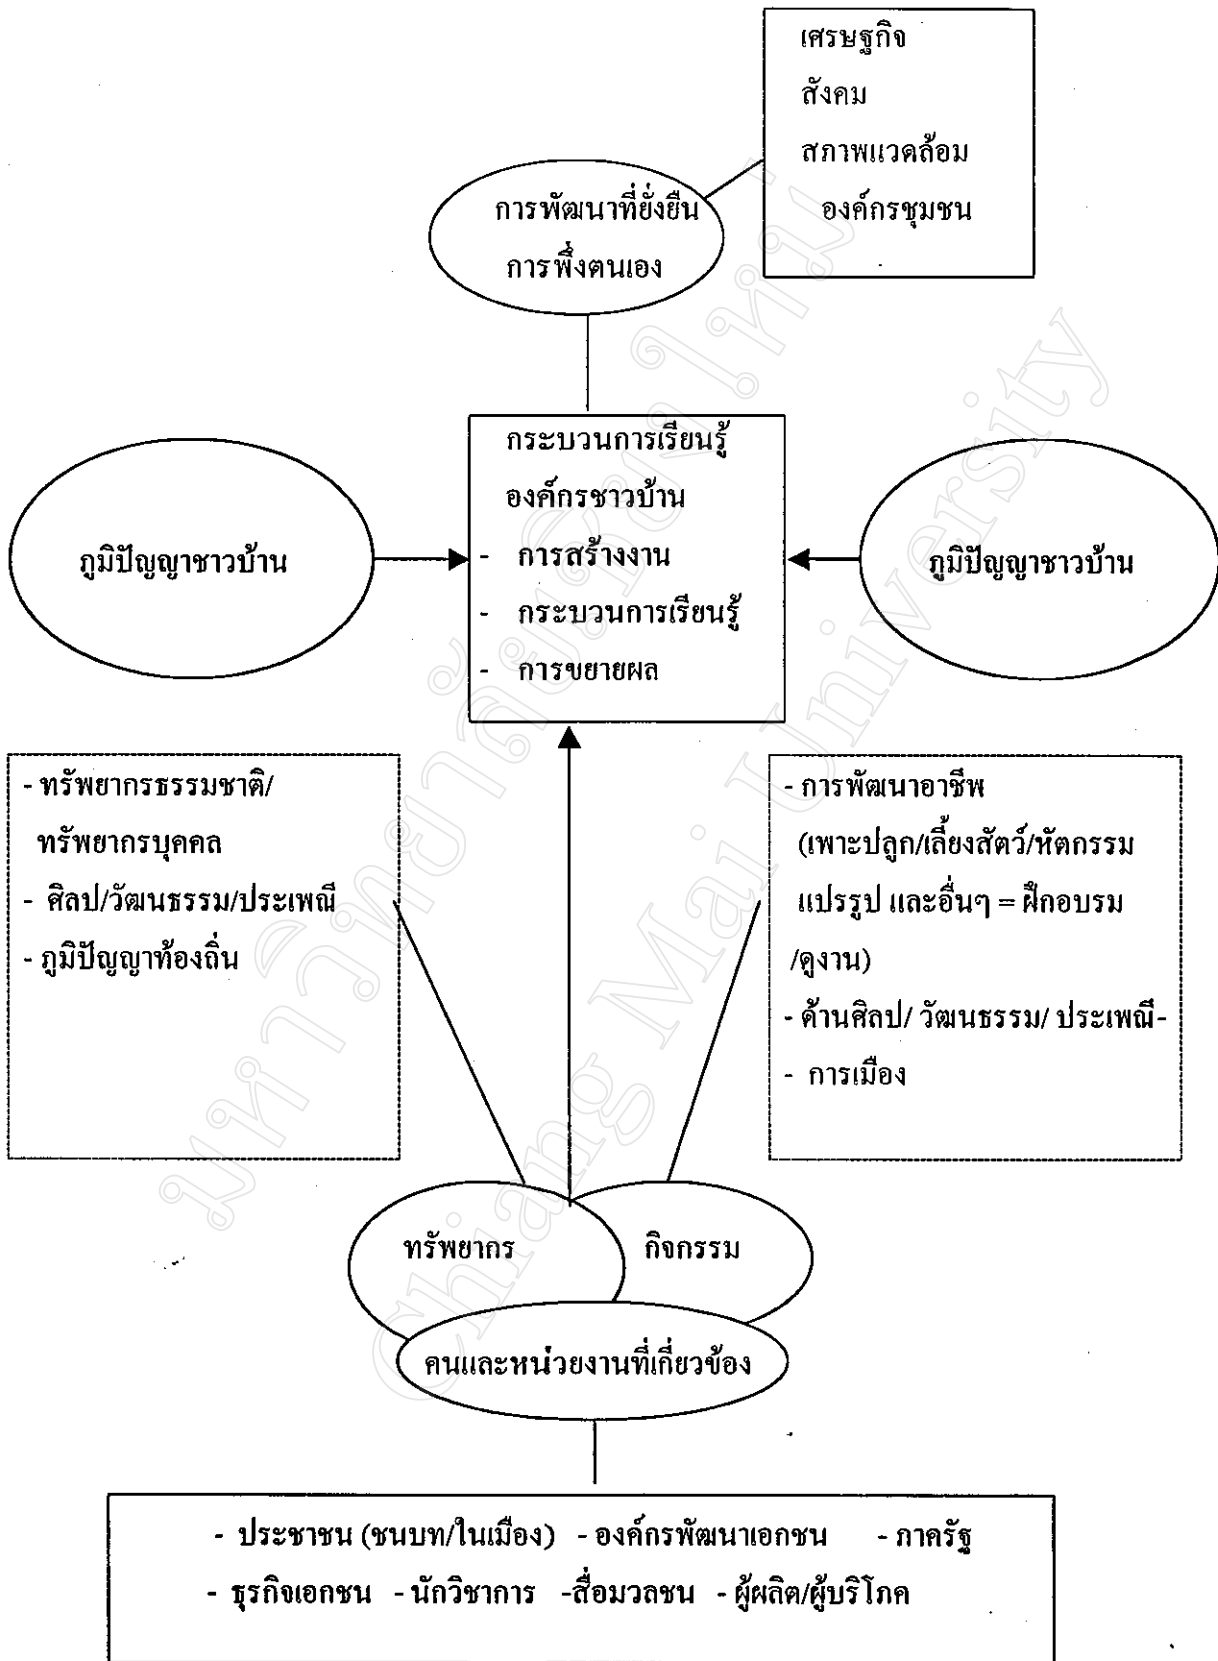 เศรษฐกิจ
สังคม
สภาพแวดล้อม
องค์กรชุมชน
การพัฒนาที่ยั่งยืน
การพึ่งตนเอง
กระบวนการเรียนรู้
องค์กรชาวบ้าน
- การสร้างงาน
- กระบวนการเรียนรู้
- การขยายผล
ภูมิปัญญาชาวบ้าน
ภูมิปัญญาชาวบ้าน
- ทรัพยากรธรรมชาติ/
ทรัพยากรบุคคล
- ศิลป/วัฒนธรรม/ประเพณี
- ภูมิปัญญาท้องถิ่น
- การพัฒนาอาชีพ
(เพาะปลูก/เลี้ยงสัตว์/หัตกรรม
แปรรูป และอื่นๆ = ฝึกอบรม
/ดูงาน)
- ด้านศิลป/ วัฒนธรรม/ ประเพณี-
- การเมือง
ทรัพยากร
กิจกรรม
คนและหน่วยงานที่เกี่ยวข้อง
- ประชาชน (ชนบท/ในเมือง) - องค์กรพัฒนาเอกชน - ภาครัฐ
- ธุรกิจเอกชน - นักวิชาการ -สื่อมวลชน - ผู้ผลิต/ผู้บริโภค
มหาวิทยาลัยเชียงใหม่
Chiang Mai University